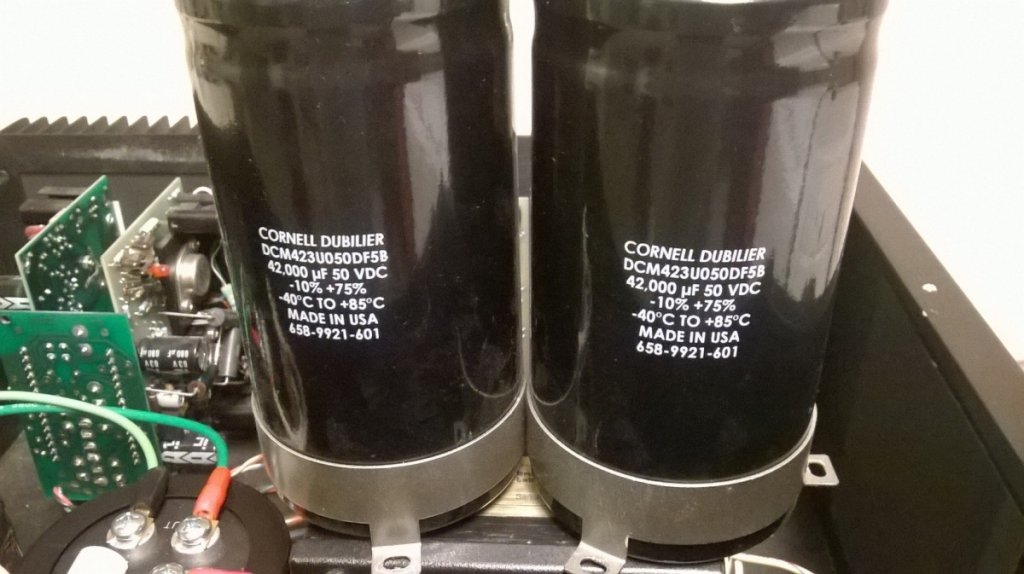 CORNELL DUBILIER
DCM423U050DF5B
42,000 µF 50 VDC
-10% +75%
-40°C TO +85°C
MADE IN USA
658-9921-601
CORNELL DUBILIER
DCM423U050DF5B
42,000 µF 50 VDC
-10% +75%
-40°C TO +85°C
MADE IN USA
658-9921-601
680µF
63V